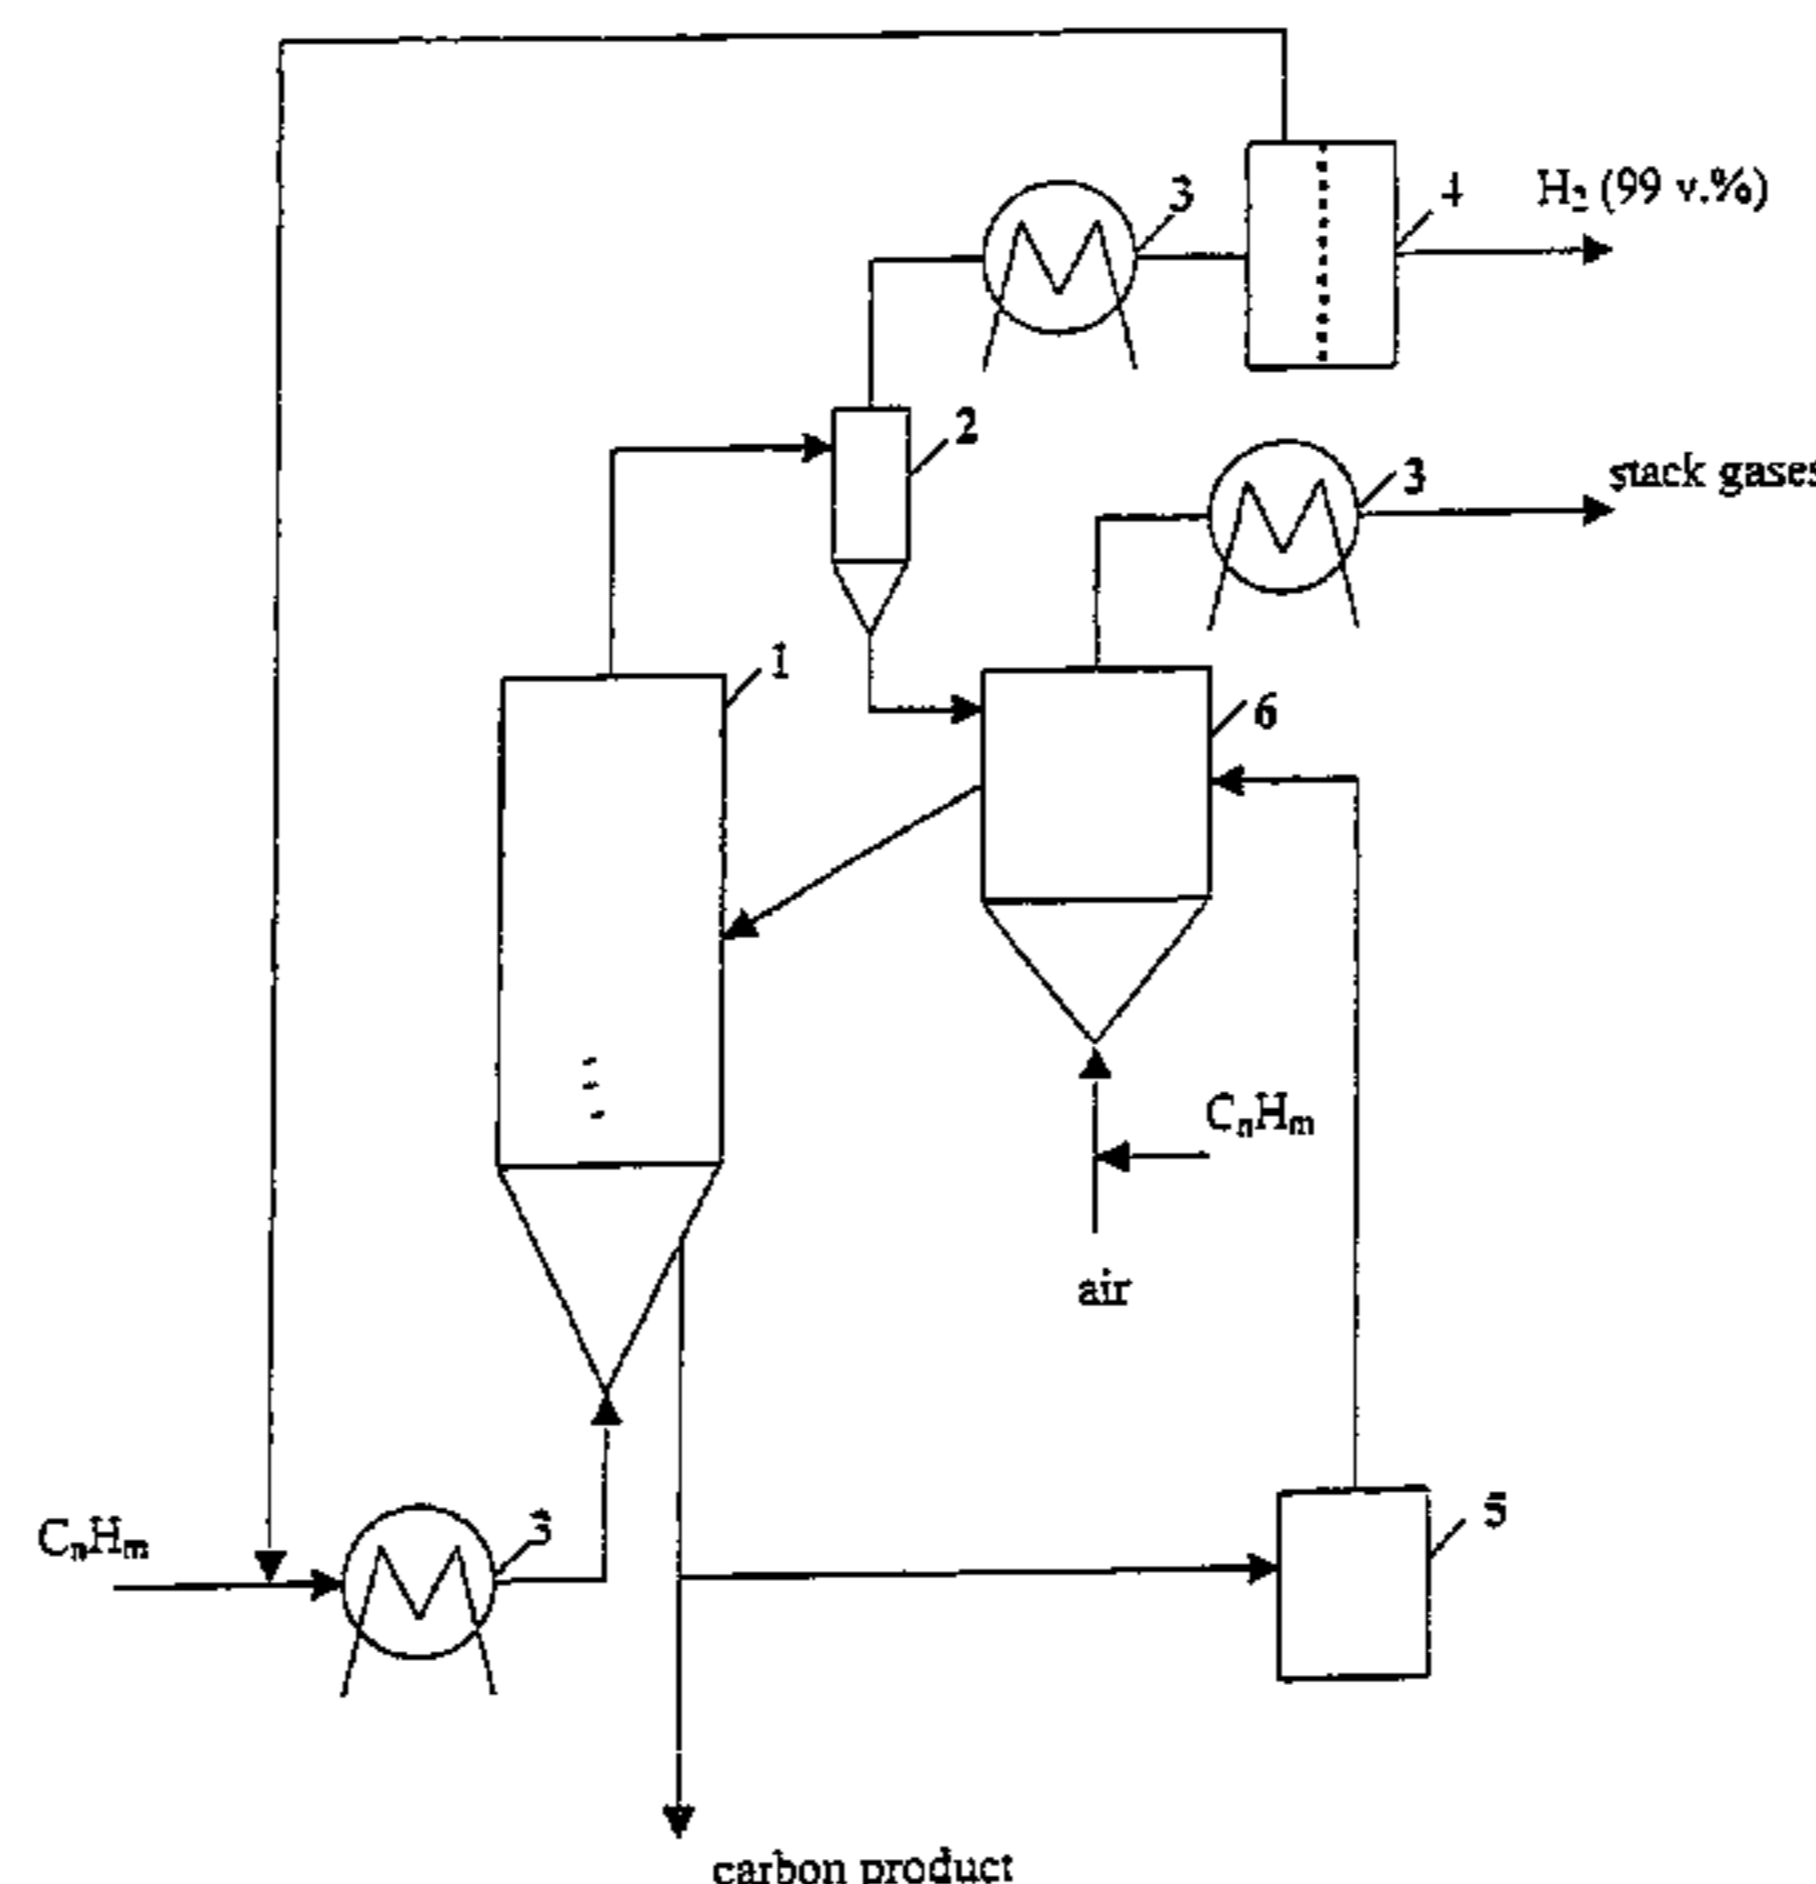 3
4
H₂ (99 v.%)
2
3
stack gases
1
6
CₙHₘ
air
CₙHₘ
3
5
carbon product